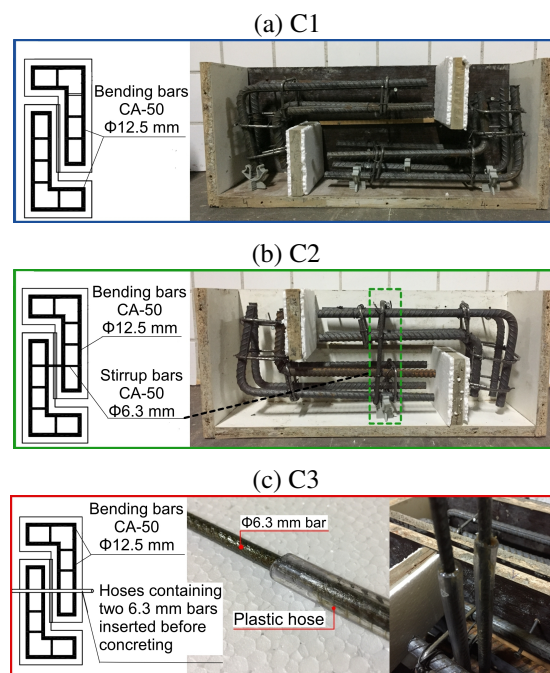 (a) C1
Bending bars
CA-50
Φ12.5 mm
(b) C2
Bending bars
CA-50
Φ12.5 mm
Stirrup bars
CA-50
Φ6.3 mm
(c) C3
Bending bars
CA-50
Φ12.5 mm
Hoses containing
two 6.3 mm bars
inserted before
concreting
Φ6.3 mm bar
Plastic hose